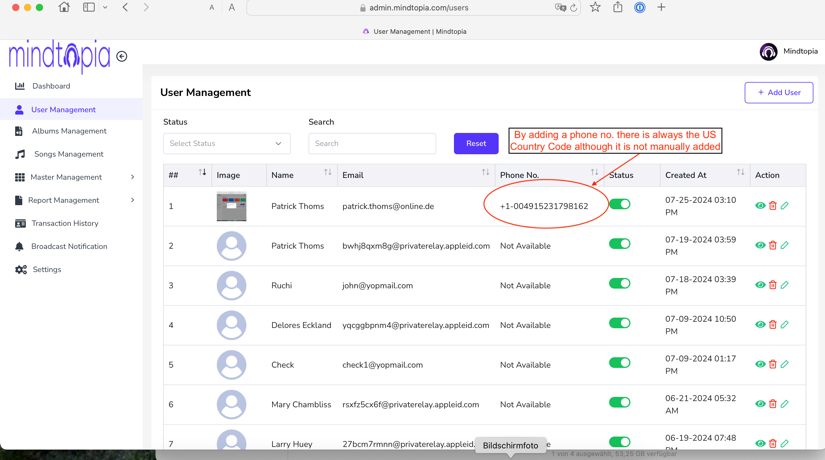 A A admin.mindtopia.com/users
User Management | Mindtopia
mindtopia
Mindtopia
Dashboard
User Management
Albums Management
Songs Management
Master Management
Report Management
Transaction History
Broadcast Notification
Settings
User Management
+ Add User
Status
Select Status
Search
Search
Reset
By adding a phone no. there is always the US
Country Code although it is not manually added
## Image Name Email Phone No. Status Created At Action
1 Patrick Thoms patrick.thoms@online.de +1-004915231798162 07-25-2024 03:10
PM
2 Patrick Thoms bwhj8qxm8g@privaterelay.appleid.com Not Available 07-19-2024 03:59
PM
3 Ruchi john@yopmail.com Not Available 07-18-2024 03:39
PM
4 Delores Eckland yqcggbpnm4@privaterelay.appleid.com Not Available 07-09-2024 10:50
PM
5 Check check1@yopmail.com Not Available 07-09-2024 01:17
PM
6 Mary Chambliss rsxfz5cx6f@privaterelay.appleid.com Not Available 06-21-2024 05:32
AM
7 Larry Huey 27bcm7rmnn@privaterelay.appleid. 06-19-2024 07:48
PM
Bildschirmfoto
1 von 4 ausgewählt, 53,25 GB verfügbar